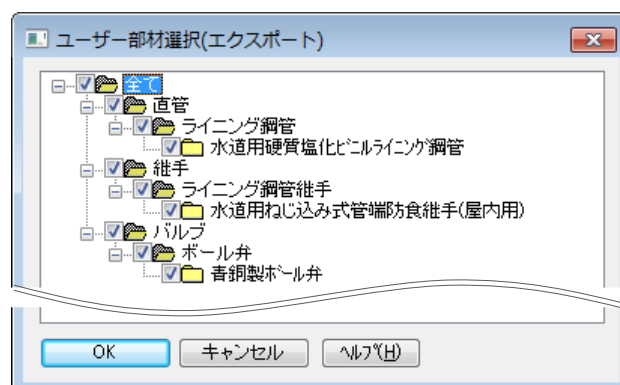 ユーザー部材選択(エクスポート)
全て
直管
ライニング鋼管
水道用硬質塩化ﾋﾞﾆﾙﾗｲﾆﾝｸﾞ鋼管
継手
ライニング鋼管継手
水道用ねじ込み式管端防食継手(屋内用)
バルブ
ボール弁
青銅製ﾎﾞｰﾙ弁
OK キャンセル ﾍﾙﾌﾟ(H)